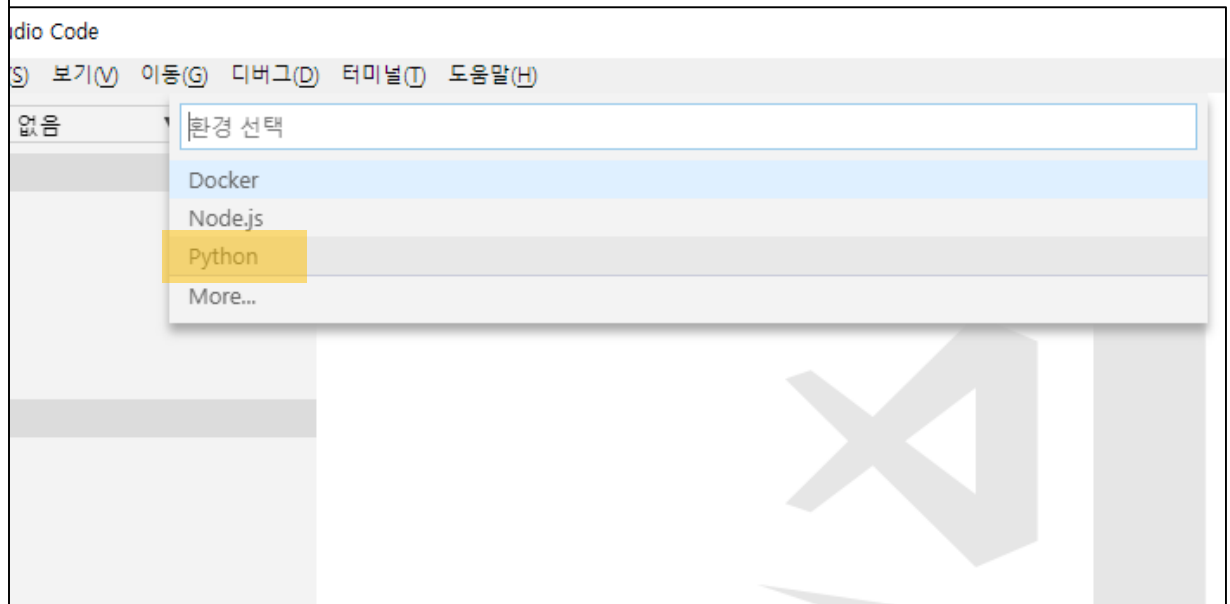 udio Code
(S) 보기(V) 이동(G) 디버그(D) 터미널(T) 도움말(H)
없음
환경 선택
Docker
Node.js
Python
More...